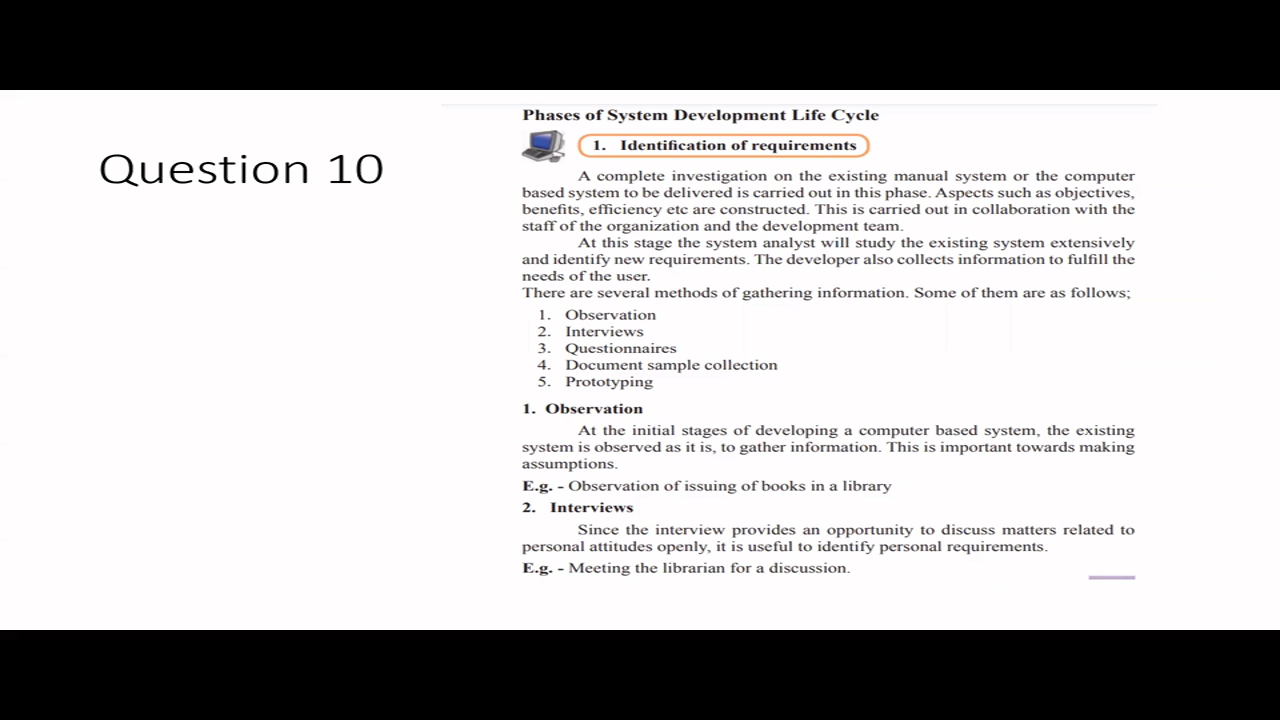 Question 10
Phases of System Development Life Cycle
1. Identification of requirements
A complete investigation on the existing manual system or the computer
based system to be delivered is carried out in this phase. Aspects such as objectives,
benefits, efficiency etc are constructed. This is carried out in collaboration with the
staff of the organization and the development team.
At this stage the system analyst will study the existing system extensively
and identify new requirements. The developer also collects information to fulfill the
needs of the user.
There are several methods of gathering information. Some of them are as follows;
1. Observation
2. Interviews
3. Questionnaires
4. Document sample collection
5. Prototyping
1. Observation
At the initial stages of developing a computer based system, the existing
system is observed as it is, to gather information. This is important towards making
assumptions.
E.g. - Observation of issuing of books in a library
2. Interviews
Since the interview provides an opportunity to discuss matters related to
personal attitudes openly, it is useful to identify personal requirements.
E.g. - Meeting the librarian for a discussion.